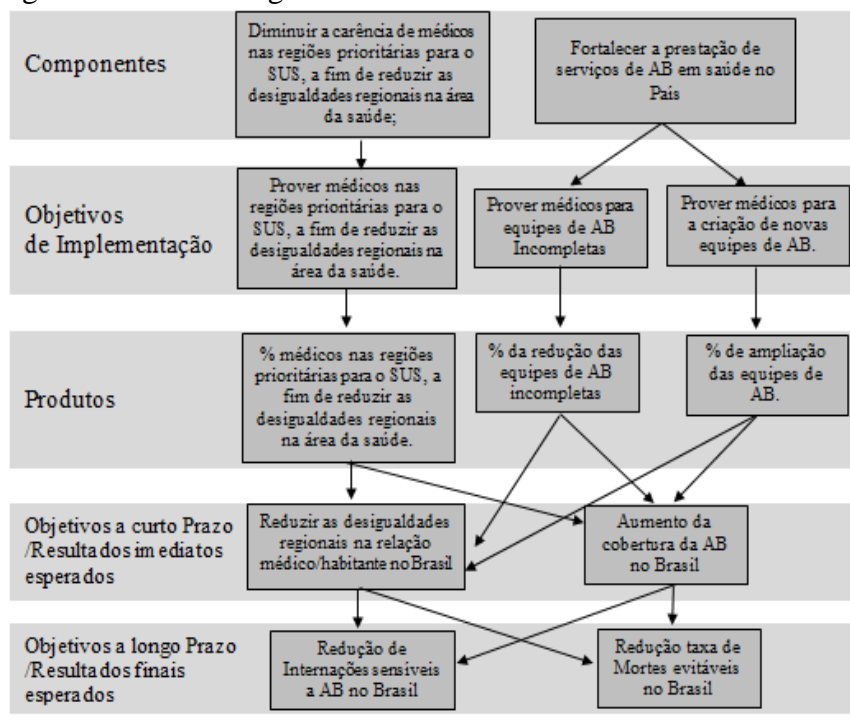 Componentes
Diminuir a carência de médicos
nas regiões prioritárias para o
SUS, a fim de reduzir as
desigualdades regionais na área
da saúde;
Fortalecer a prestação de
serviços de AB em saúde no
Pais
Objetivos
de Implementação
Prover médicos nas
regiões prioritárias para o
SUS, a fim de reduzir as
desigualdades regionais na
área da saúde.
Prover médicos para
equipes de AB
Incompletas
Prover médicos para
a criação de novas
equipes de AB.
Produtos
% médicos nas regiões
prioritárias para o SUS, a
fim de reduzir as
desigualdades regionais
na área da saúde.
% da redução das
equipes de AB
incompletas
% de ampliação
das equipes de
AB.
Objetivos a curto Prazo
/Resultados imediatos
esperados
Reduzir as desigualdades
regionais na relação
médico/habitante no Brasil
Aumento da
cobertura da AB
no Brasil
Objetivos a longo Prazo
/Resultados finais
esperados
Redução de
Internações sensíveis
a AB no Brasil
Redução taxa de
Mortes evitáveis
no Brasil